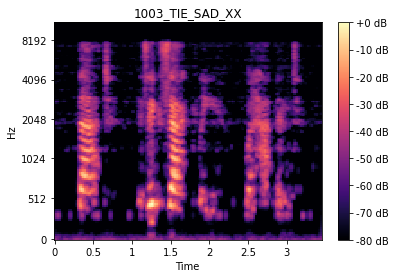 1003_TIE_SAD_XX
+0 dB
8192
-10 dB
4096
-20 dB
-30 dB
2048
Hz
-40 dB
1024
-50 dB
512
-60 dB
-70 dB
0
-80 dB
0 0.5 1 1.5 2 2.5 3
Time